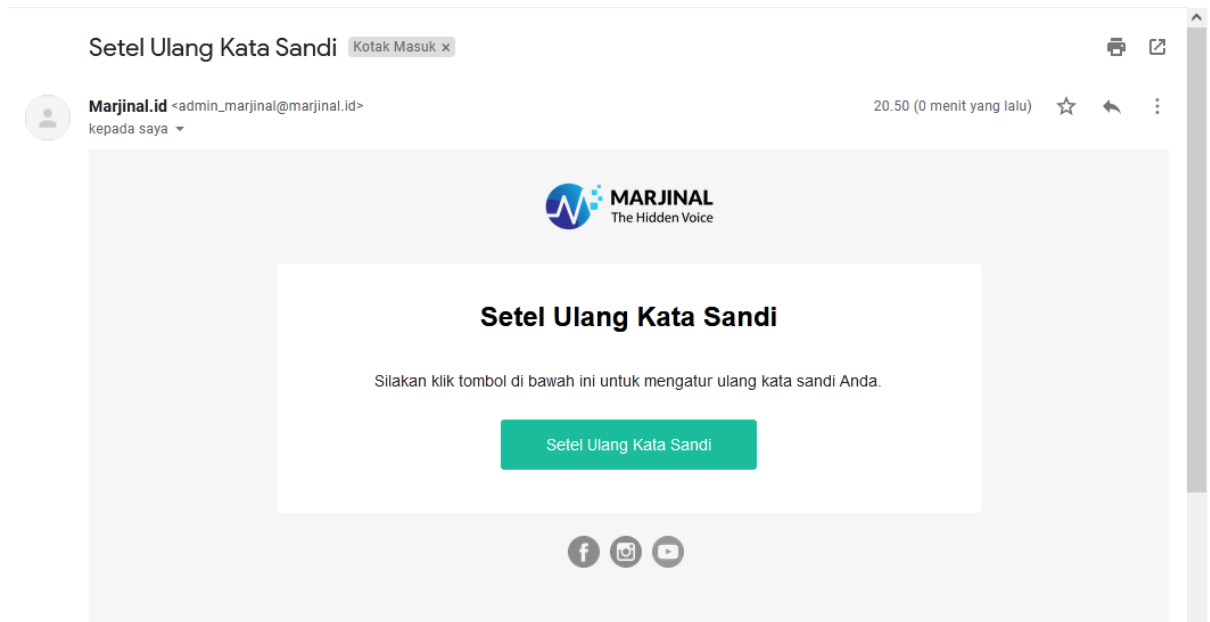 Setel Ulang Kata Sandi Kotak Masuk x
Marjinal.id <admin_marjinal@marjinal.id> 20.50 (0 menit yang lalu)
kepada saya
MARJINAL
The Hidden Voice
Setel Ulang Kata Sandi
Silakan klik tombol di bawah ini untuk mengatur ulang kata sandi Anda.
Setel Ulang Kata Sandi